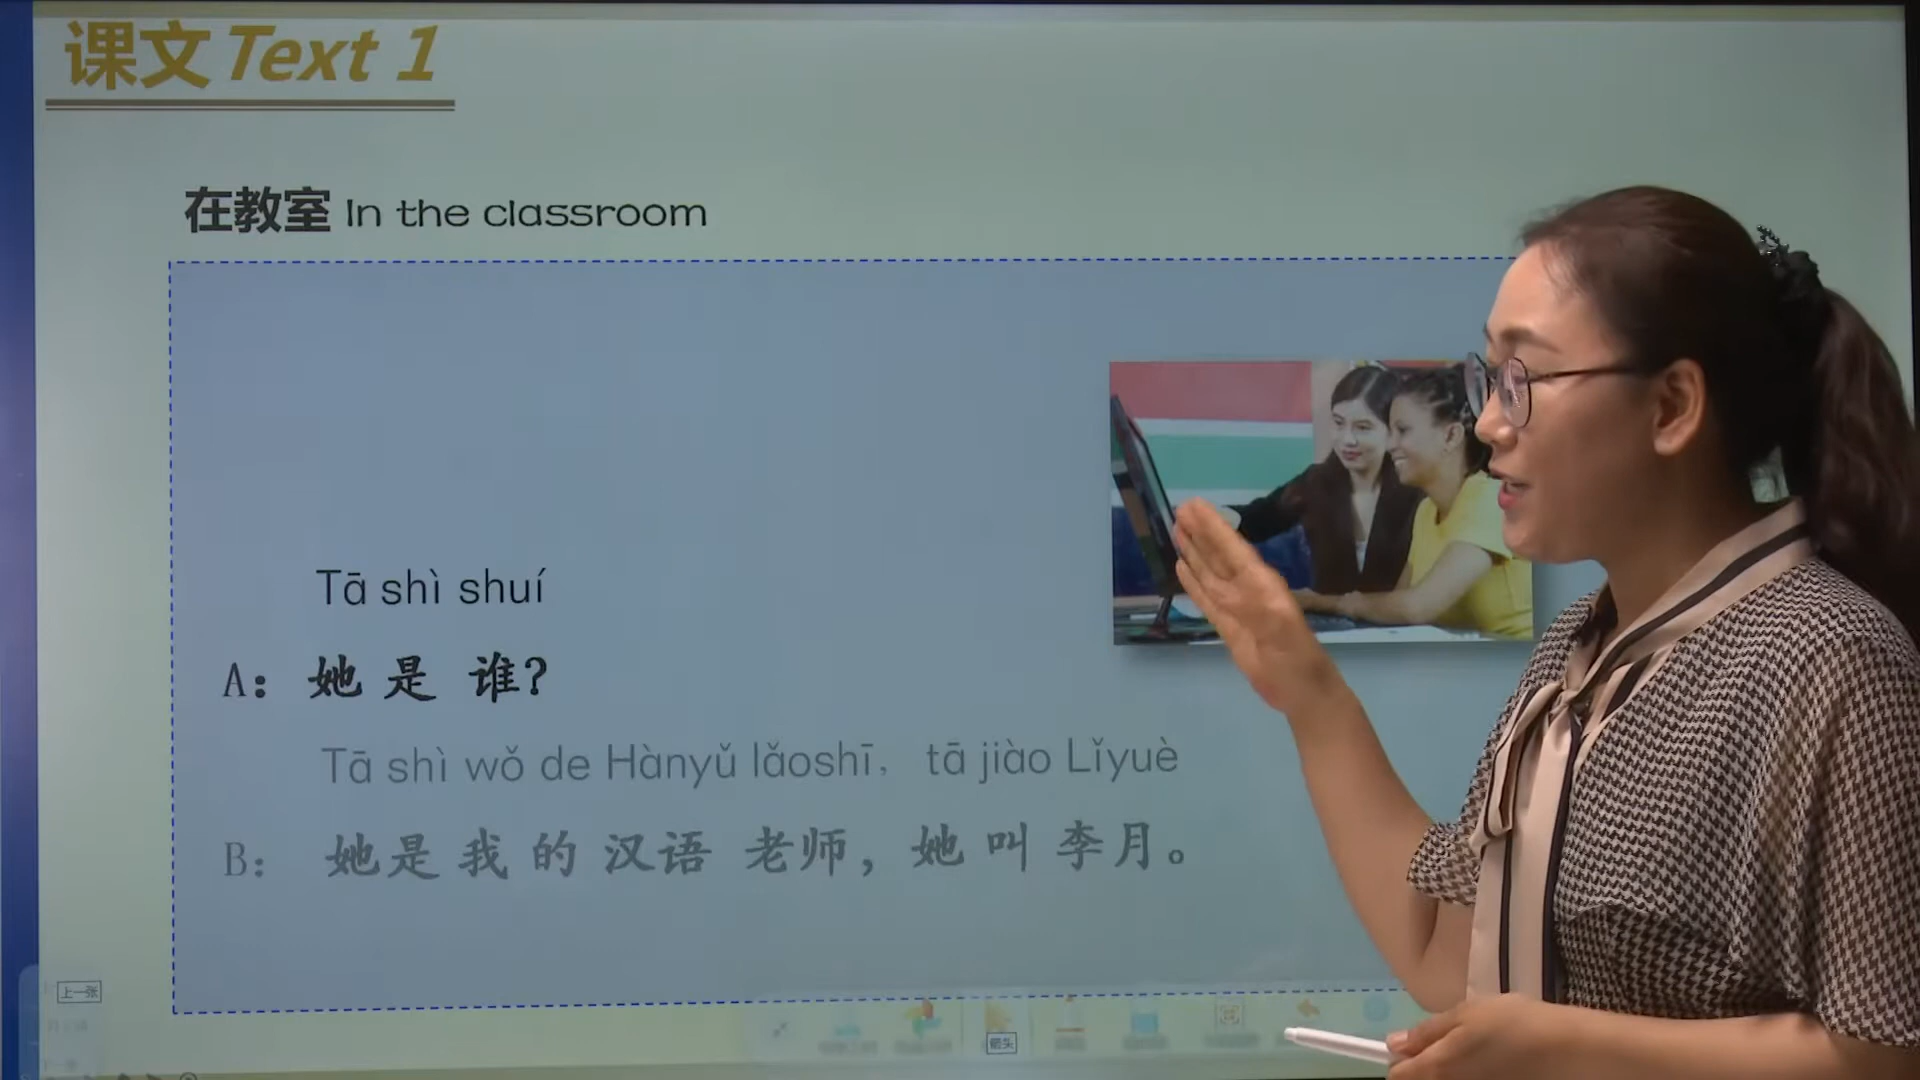 课文 Text 1
在教室 In the classroom
Tā shì shuí
A：她 是 谁？
Tā shì wǒ de Hànyǔ lǎoshī， tā jiào Lǐyuè
B： 她是 我 的 汉语 老师，她 叫 李月。
上一张
箭头